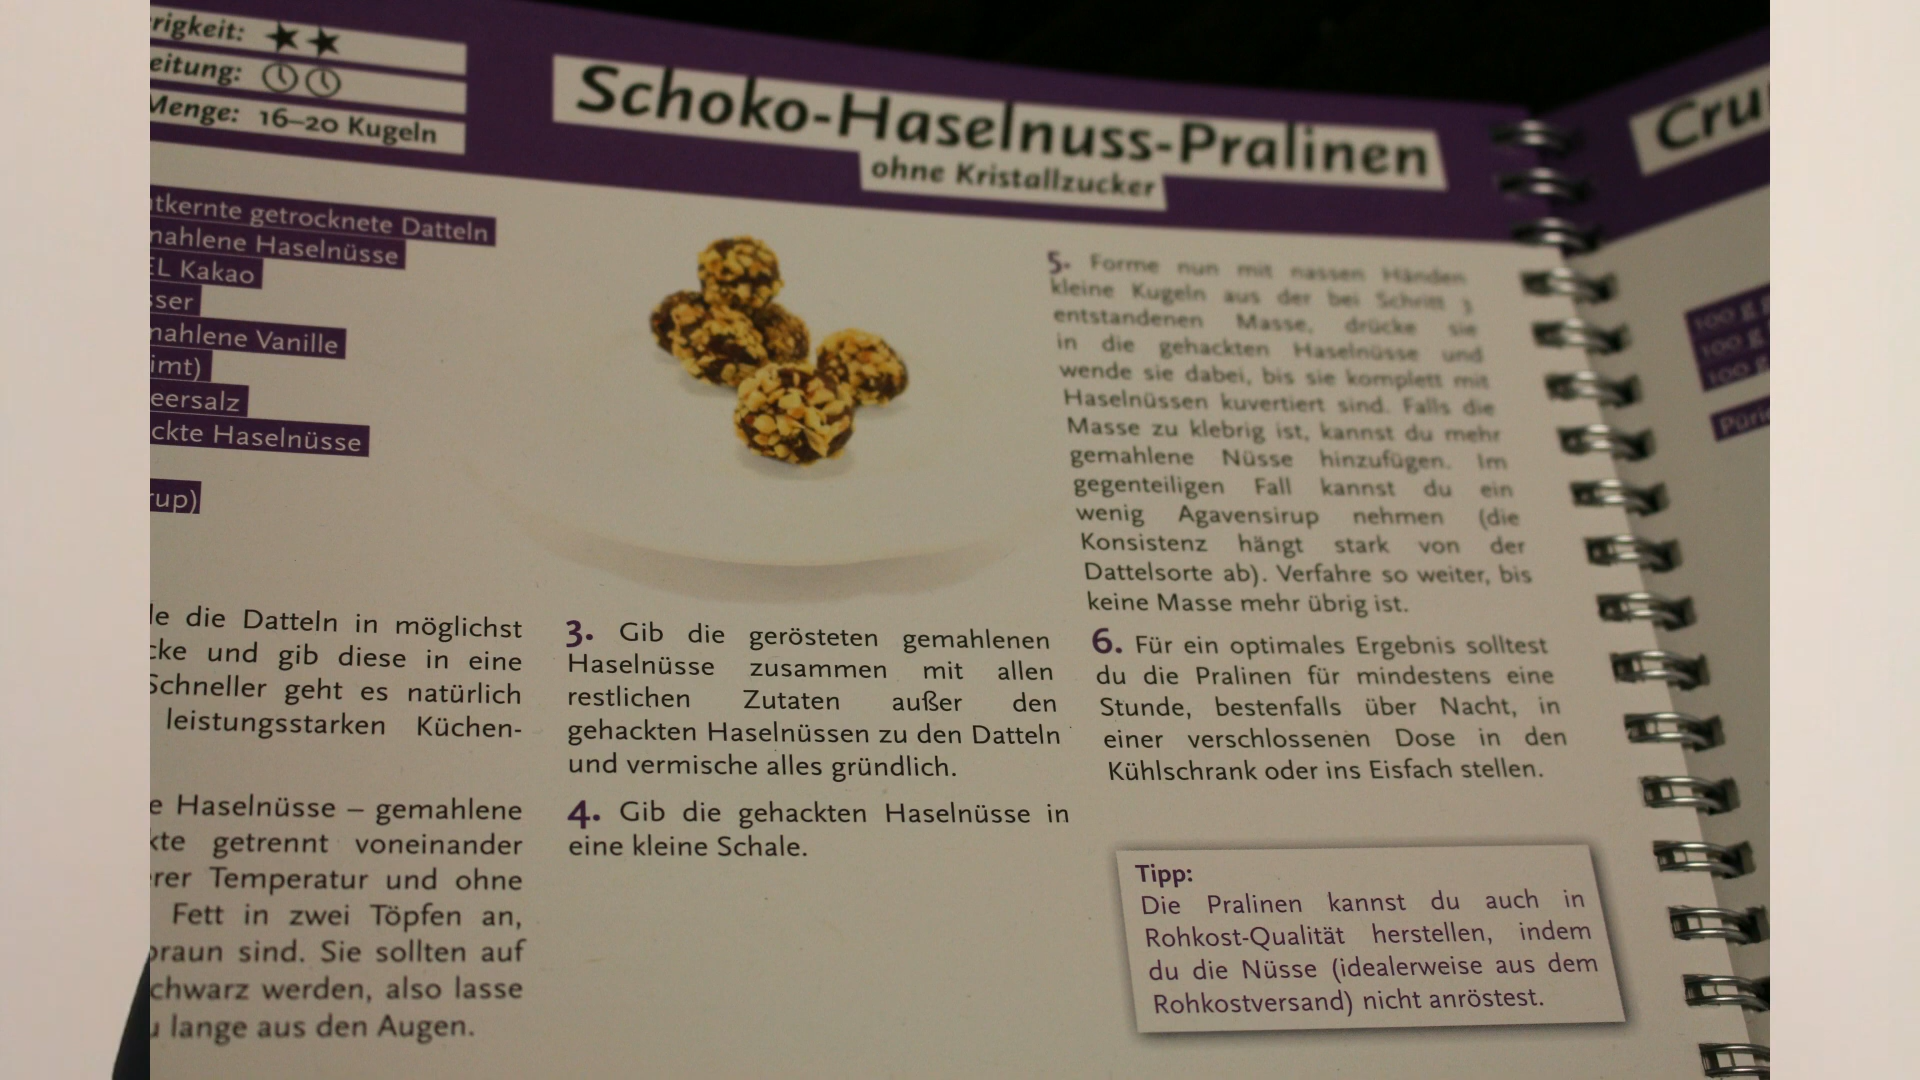 rigkeit: ★★
eitung:
Menge: 16–20 Kugeln
Schoko-Haselnuss-Pralinen
ohne Kristallzucker
tkernte getrocknete Datteln
mahlene Haselnüsse
EL Kakao
sser
mahlene Vanille
imt)
eersalz
ckte Haselnüsse
rup)
le die Datteln in möglichst
cke und gib diese in eine
Schneller geht es natürlich
leistungsstarken Küchen-
e Haselnüsse – gemahlene
kte getrennt voneinander
rer Temperatur und ohne
Fett in zwei Töpfen an,
braun sind. Sie sollten auf
chwarz werden, also lasse
u lange aus den Augen.
3. Gib die gerösteten gemahlenen
Haselnüsse zusammen mit allen
restlichen Zutaten außer den
gehackten Haselnüssen zu den Datteln
und vermische alles gründlich.
4. Gib die gehackten Haselnüsse in
eine kleine Schale.
5. Forme nun mit nassen Händen
kleine Kugeln aus der bei Schritt 3
entstandenen Masse, drücke sie
in die gehackten Haselnüsse und
wende sie dabei, bis sie komplett mit
Haselnüssen kuvertiert sind. Falls die
Masse zu klebrig ist, kannst du mehr
gemahlene Nüsse hinzufügen. Im
gegenteiligen Fall kannst du ein
wenig Agavensirup nehmen (die
Konsistenz hängt stark von der
Dattelsorte ab). Verfahre so weiter, bis
keine Masse mehr übrig ist.
6. Für ein optimales Ergebnis solltest
du die Pralinen für mindestens eine
Stunde, bestenfalls über Nacht, in
einer verschlossenen Dose in den
Kühlschrank oder ins Eisfach stellen.
Tipp:
Die Pralinen kannst du auch in
Rohkost-Qualität herstellen, indem
du die Nüsse (idealerweise aus dem
Rohkostversand) nicht anröstest.
Cru
100 g
100 g
100 g
Püri